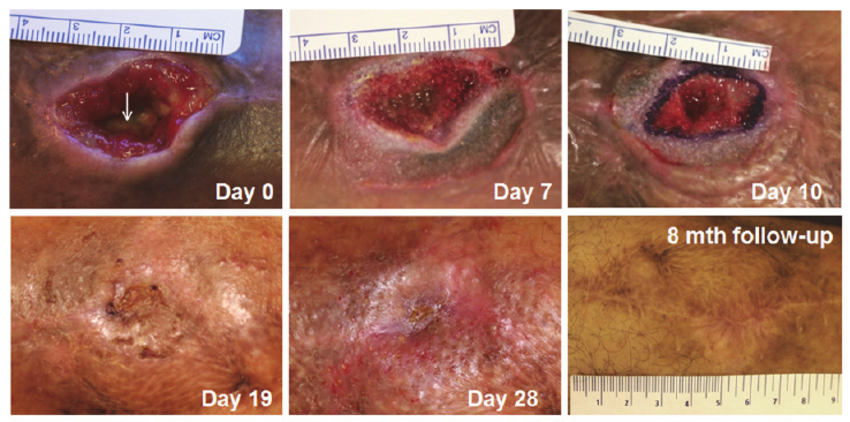 CM 1 2 3 4
Day 0
CM 1 2 3 4
Day 7
CM 1 2 3
Day 10
Day 19
Day 28
8 mth follow-up
1 2 3 4 5 6 7 8 9